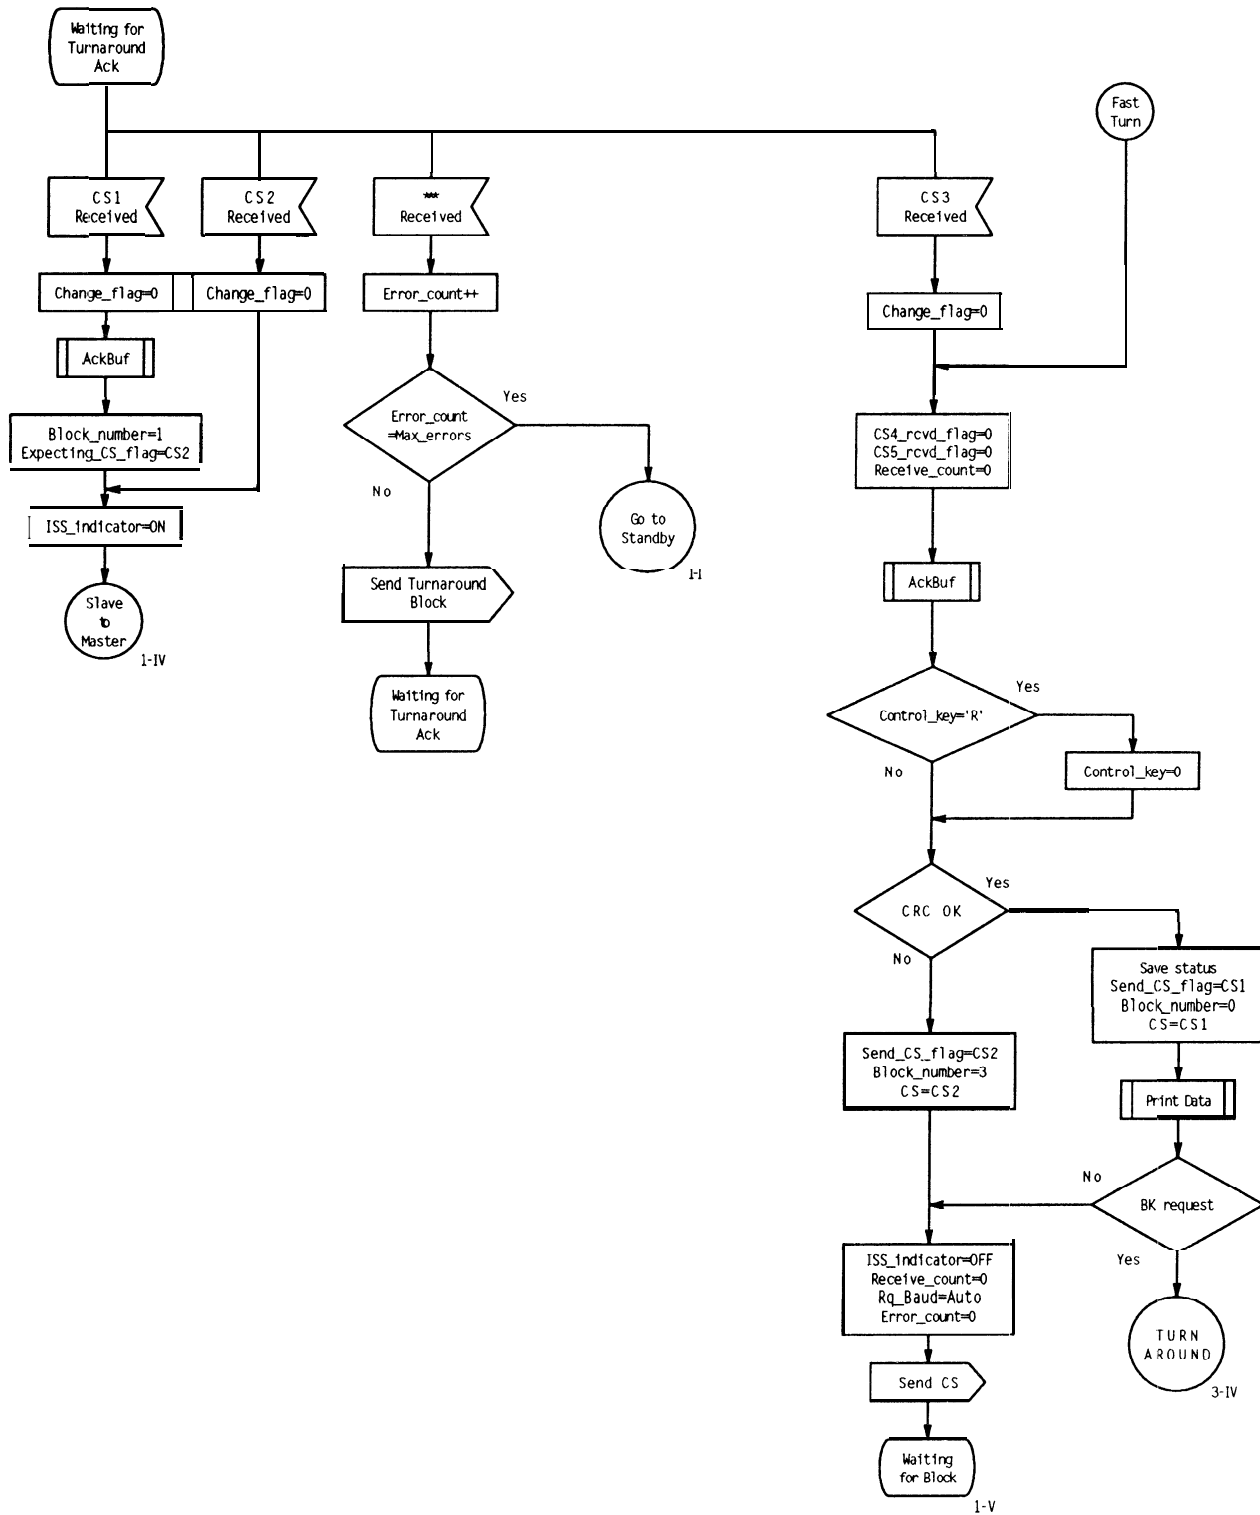 Waiting for
Turnaround
Ack
Fast
Turn
CS1
Received
CS2
Received
***
Received
CS3
Received
Change_flag=0
Change_flag=0
Error_count++
Change_flag=0
AckBuf
Error_count
=Max_errors
Yes
No
Block_number=1
Expecting_CS_flag=CS2
CS4_rcvd_flag=0
CS5_rcvd_flag=0
Receive_count=0
ISS_indicator=ON
Go to
Standby
1-I
Slave
to
Master
1-IV
Send Turnaround
Block
AckBuf
Waiting for
Turnaround
Ack
Control_key='R'
Yes
No
Control_key=0
CRC OK
Yes
No
Save status
Send_CS_flag=CS1
Block_number=0
CS=CS1
Send_CS_flag=CS2
Block_number=3
CS=CS2
Print Data
BK request
No
Yes
ISS_indicator=OFF
Receive_count=0
Rq_Baud=Auto
Error_count=0
TURN
AROUND
3-IV
Send CS
Waiting
for Block
1-V